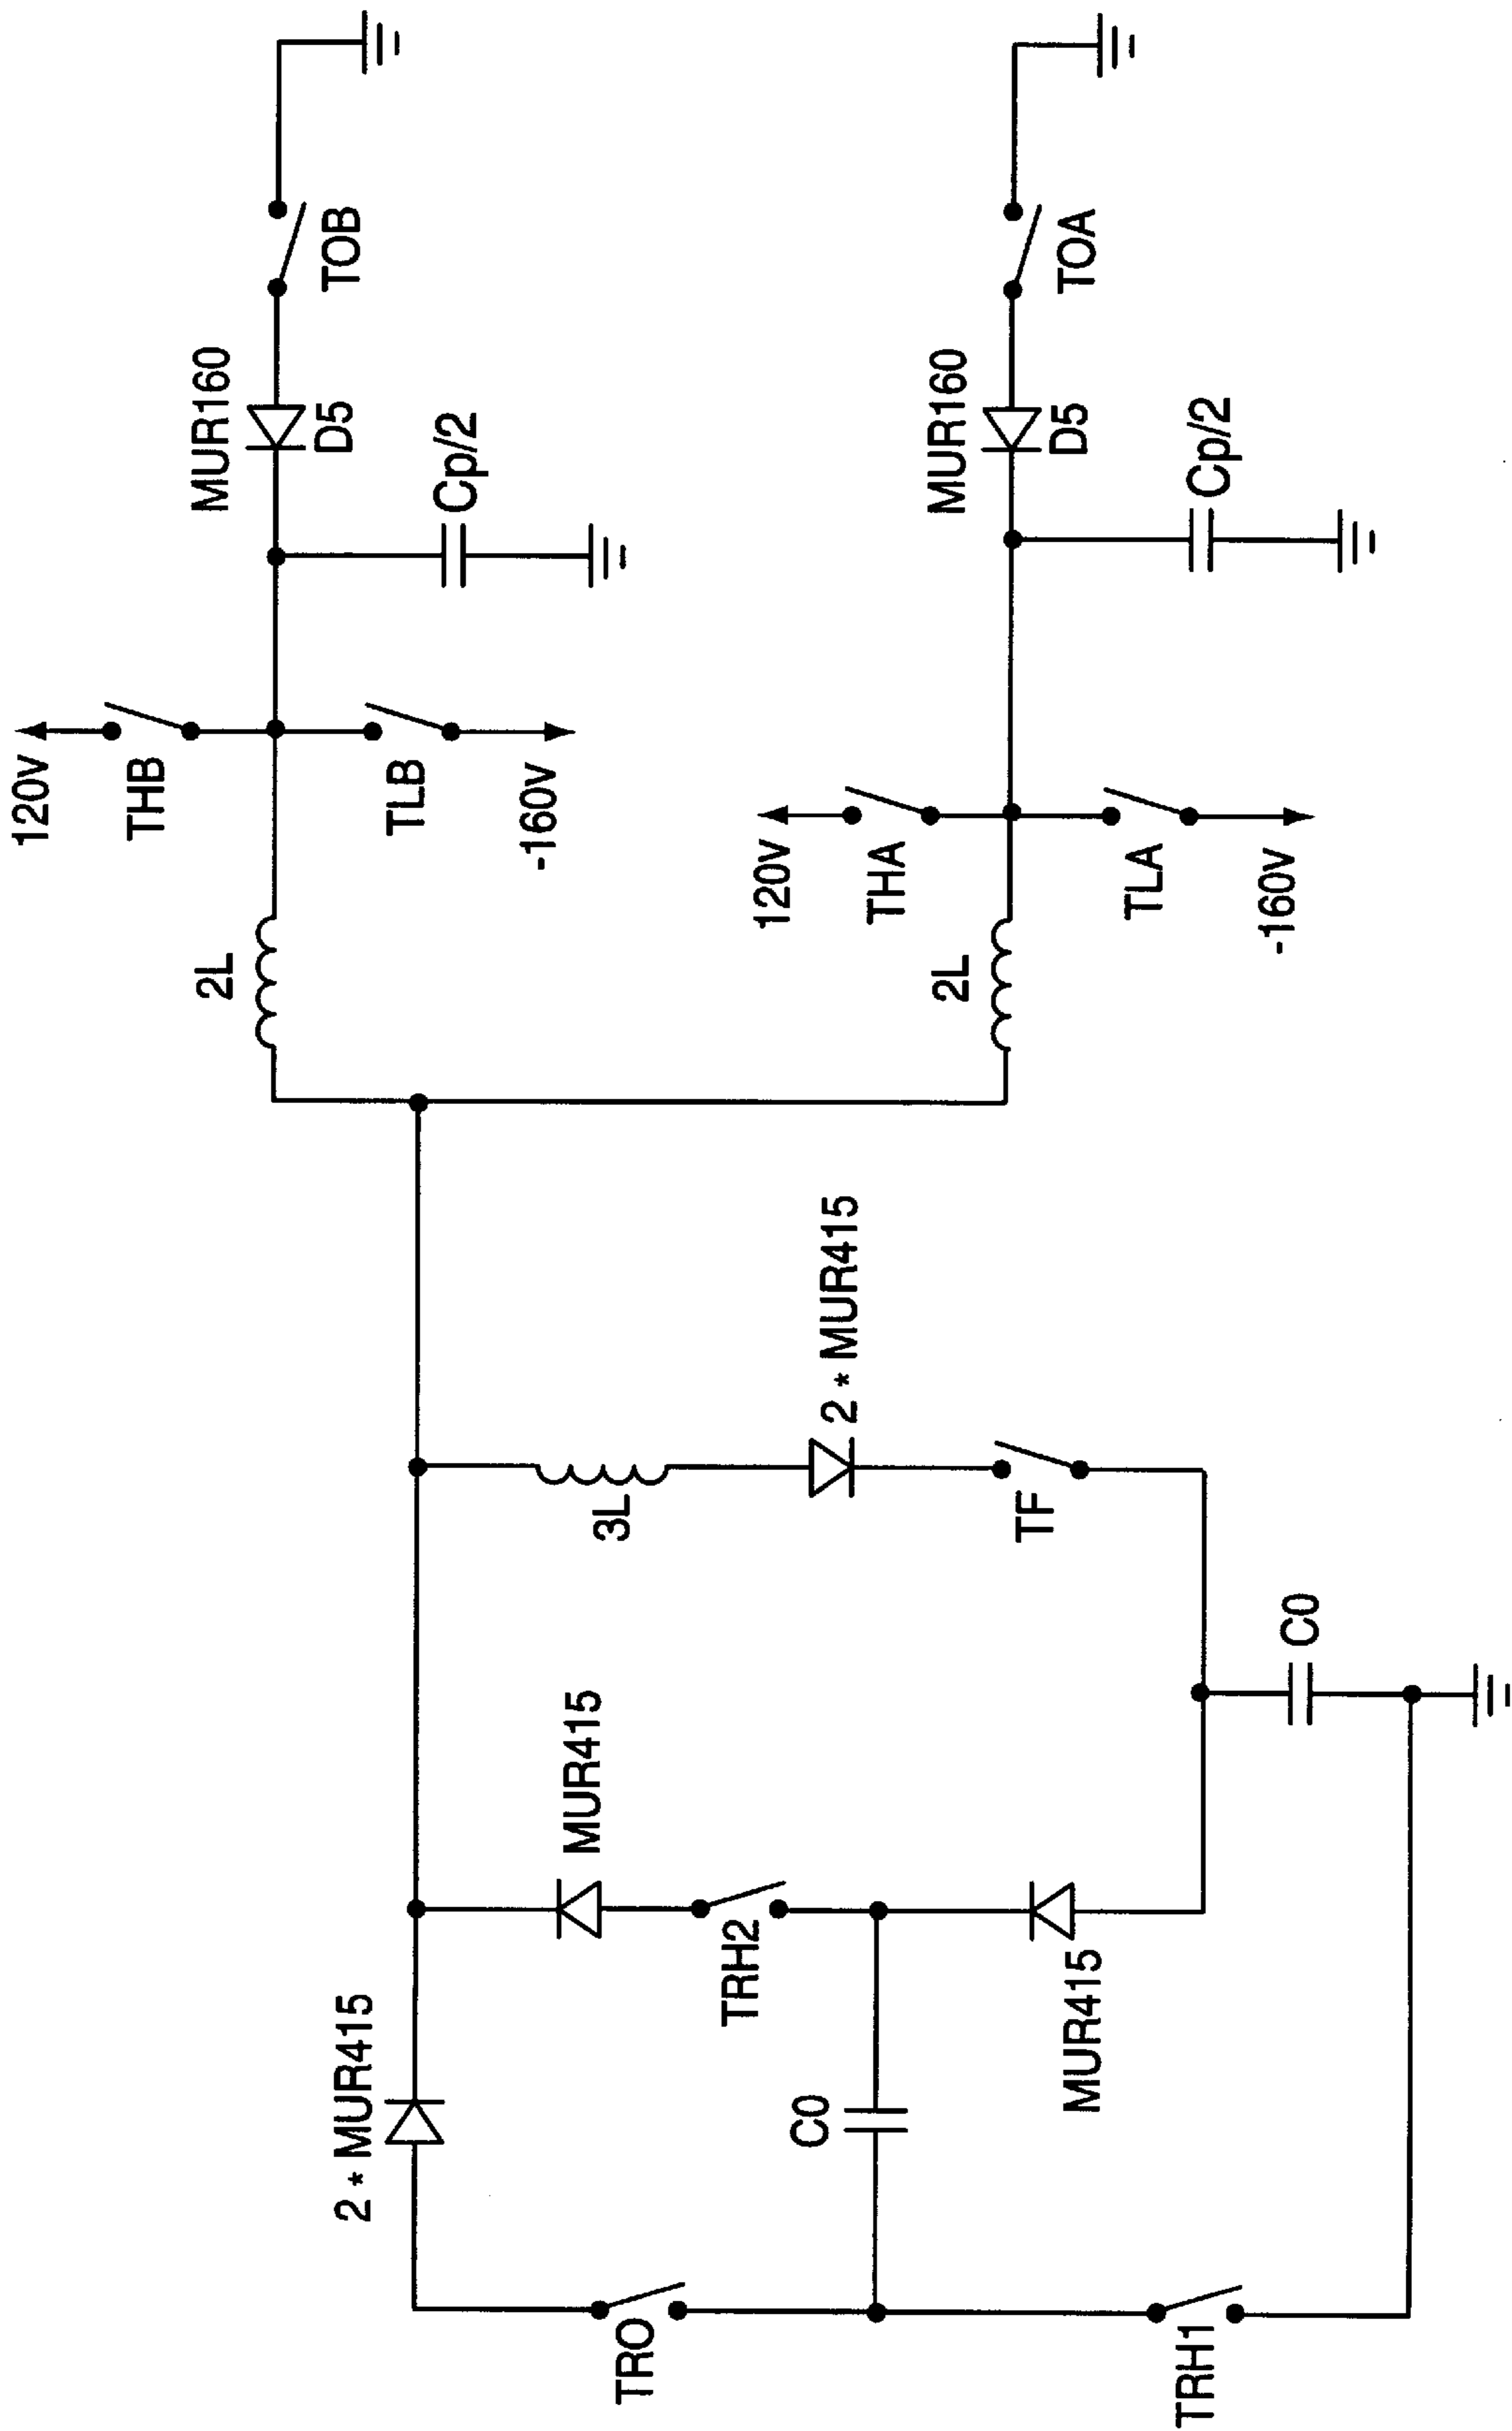 120v
THB
TLB
-160v
2L
MUR160
D5
TOB
Cp/2
120v
THA
TLA
-160v
2L
MUR160
D5
TOA
Cp/2
2 * MUR415
MUR415
3L
2 * MUR415
TRO
TRH2
TF
C0
MUR415
TRH1
C0